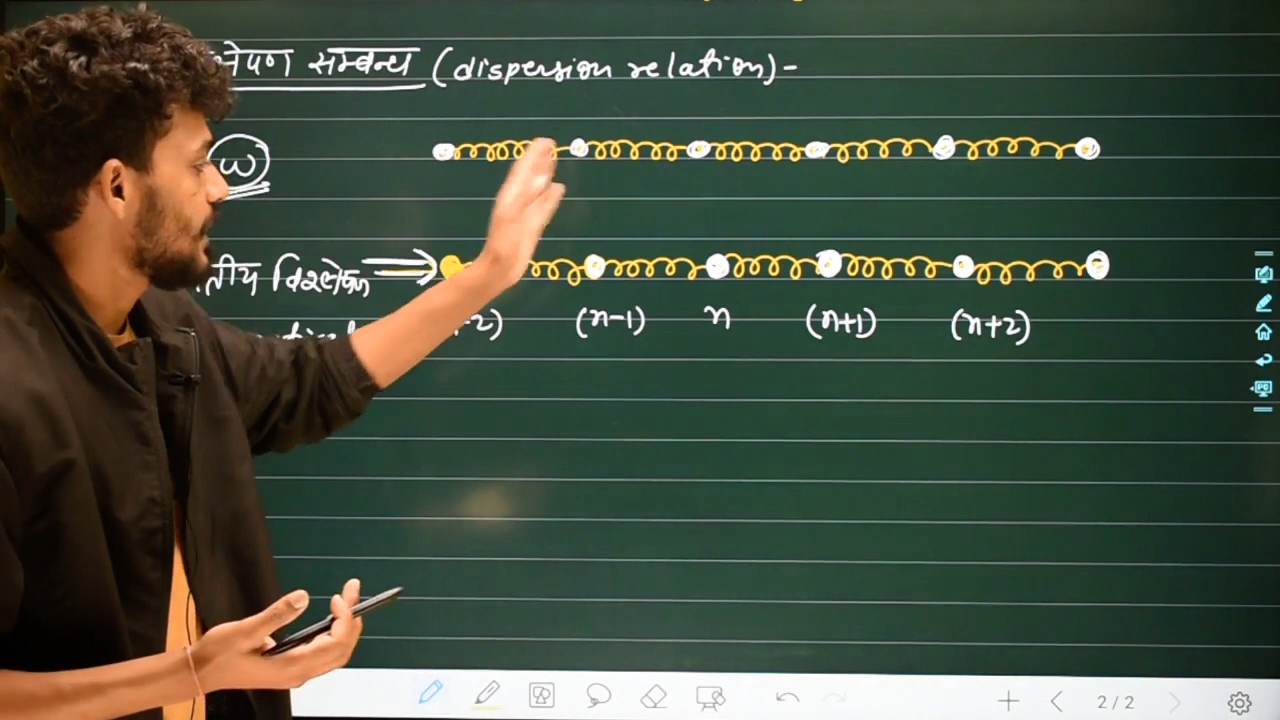 सम्बन्ध (dispersion relation)-
ω
विश्लेषण
(n-1) n (n+1) (n+2)
2/2